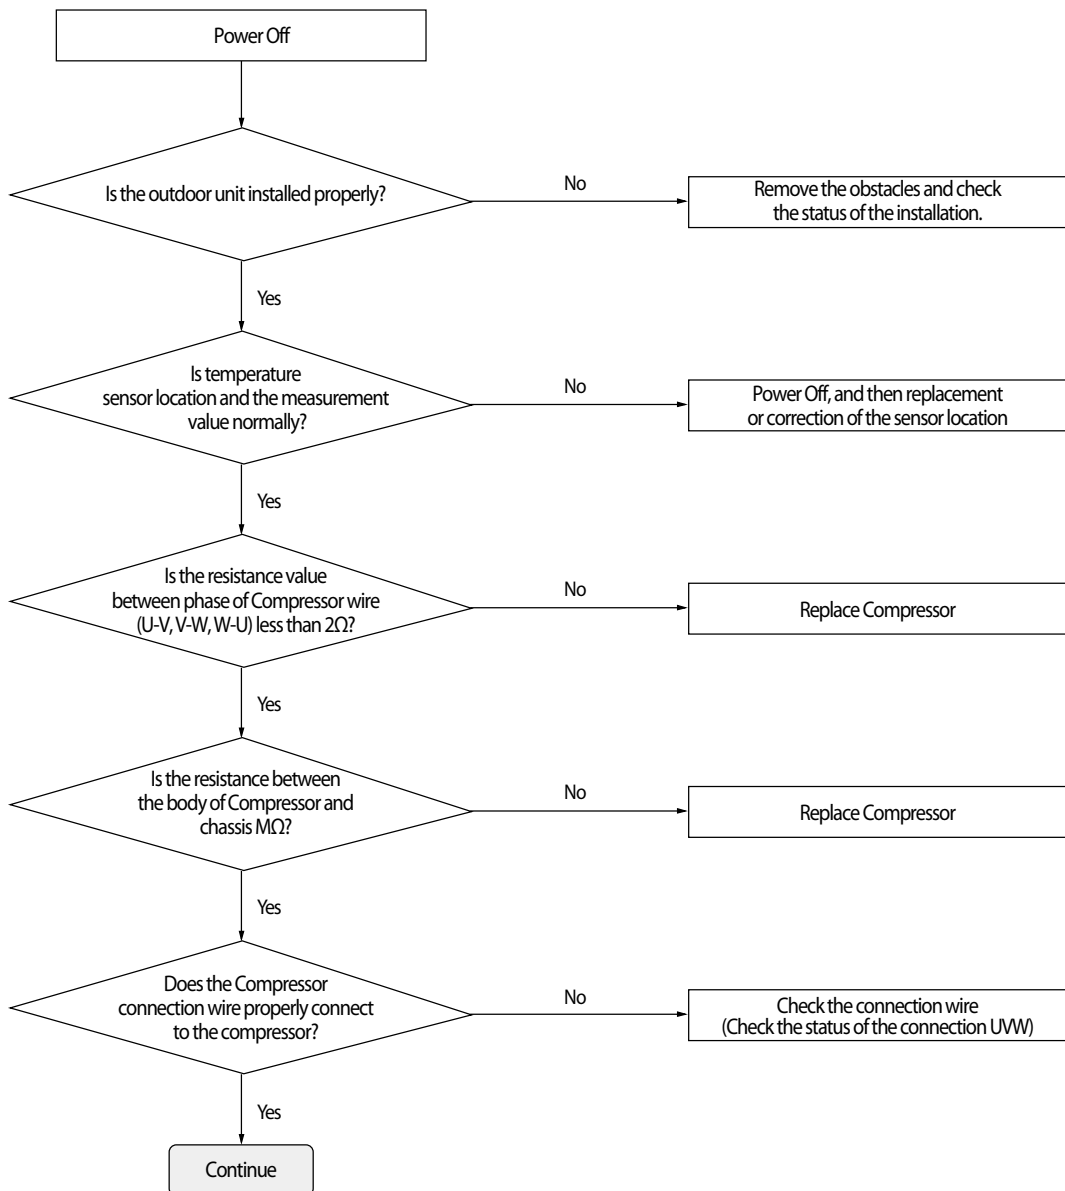 Power Off
Is the outdoor unit installed properly?
No
Remove the obstacles and check
the status of the installation.
Yes
Is temperature
sensor location and the measurement
value normally?
No
Power Off, and then replacement
or correction of the sensor location
Yes
Is the resistance value
between phase of Compressor wire
(U-V, V-W, W-U) less than 2Ω?
No
Replace Compressor
Yes
Is the resistance between
the body of Compressor and
chassis MΩ?
No
Replace Compressor
Yes
Does the Compressor
connection wire properly connect
to the compressor?
No
Check the connection wire
(Check the status of the connection UVW)
Yes
Continue